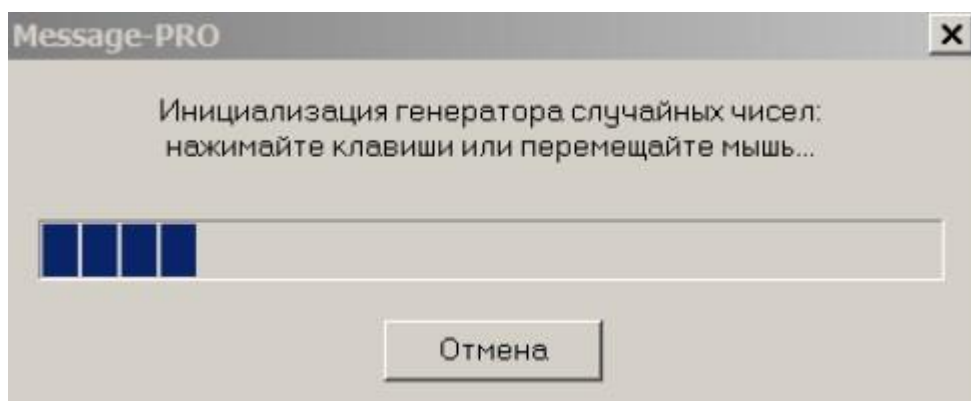 Message-PRO
Инициализация генератора случайных чисел:
нажимайте клавиши или перемещайте мышь...
Отмена